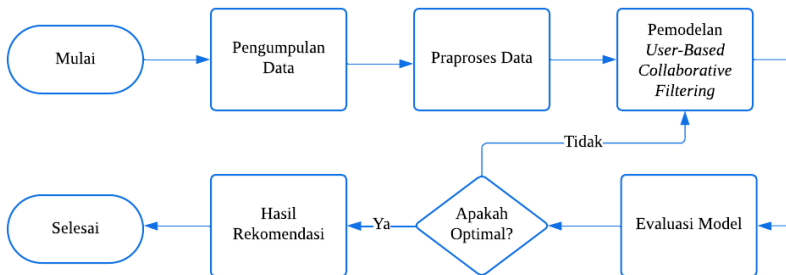 Mulai
Pengumpulan
Data
Praproses Data
Pemodelan
User-Based
Collaborative
Filtering
Tidak
Selesai
Hasil
Rekomendasi
Ya
Apakah
Optimal?
Evaluasi Model